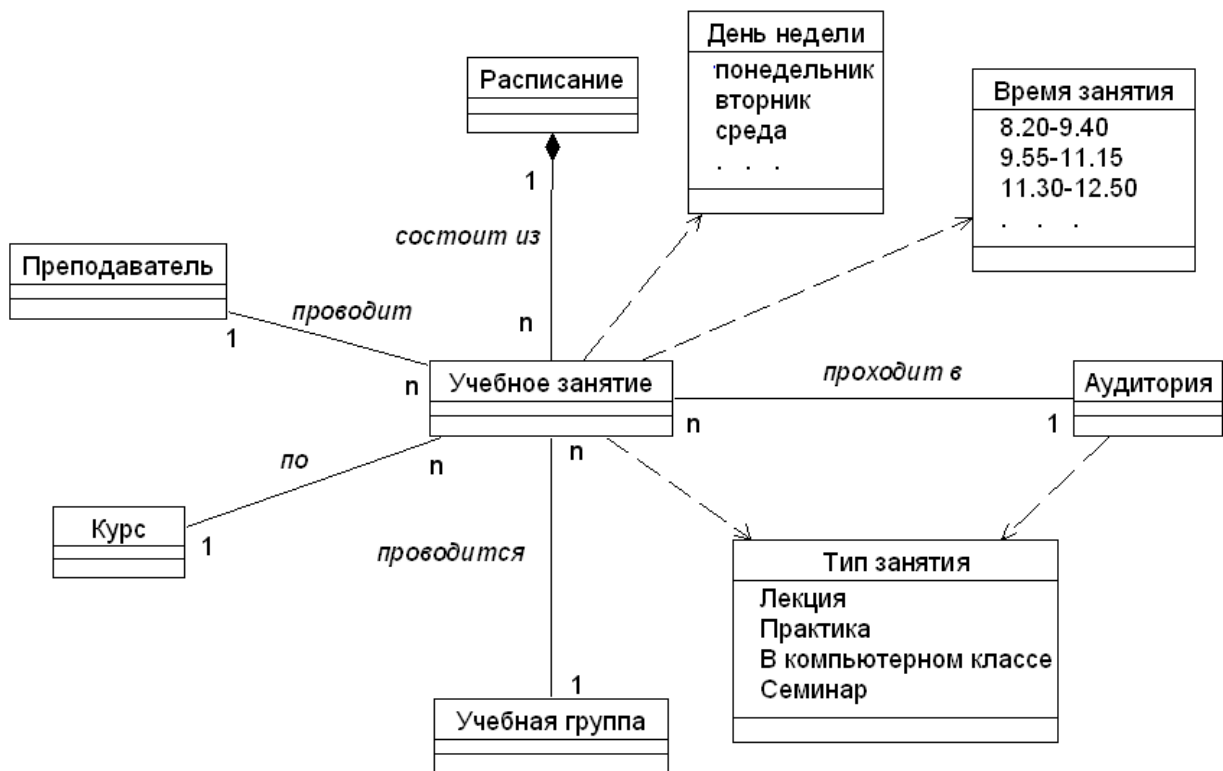 День недели
понедельник
вторник
среда
. . .
Расписание
Время занятия
8.20-9.40
9.55-11.15
11.30-12.50
. . .
1
состоит из
n
Преподаватель
проводит
1
n
Учебное занятие
проходит в
Аудитория
n
1
по
n
n
Курс
1
проводится
Тип занятия
Лекция
Практика
В компьютерном классе
Семинар
1
Учебная группа